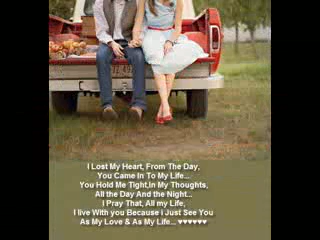 I Lost My Heart, From The Day,
You Came In To My Life...
You Hold Me Tight,In My Thoughts,
All the Day And the Night...
I Pray That, All my Life,
I live With you Because i Just See You
As My Love & As My Life... ♥♥♥♥♥♥